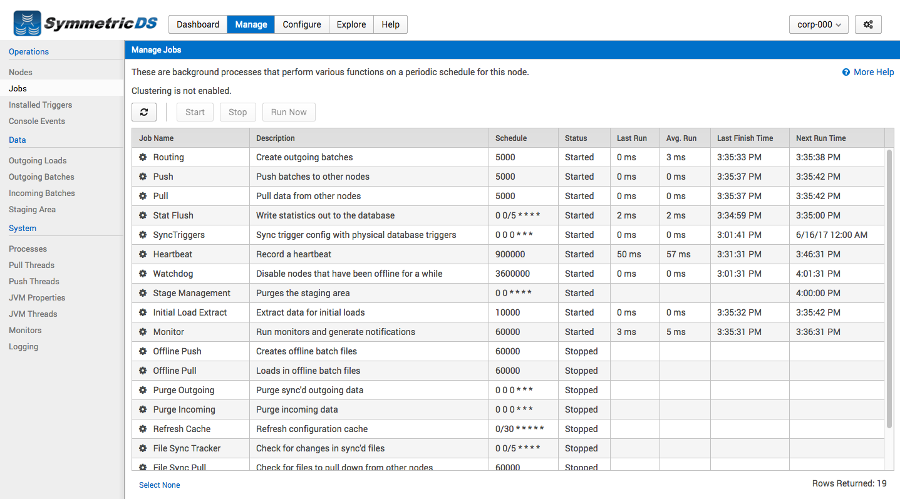 SymmetricDS Dashboard Manage Configure Explore Help corp-000
Operations
Nodes
Jobs
Installed Triggers
Console Events
Data
Outgoing Loads
Outgoing Batches
Incoming Batches
Staging Area
System
Processes
Pull Threads
Push Threads
JVM Properties
JVM Threads
Monitors
Logging
Manage Jobs
These are background processes that perform various functions on a periodic schedule for this node. More Help
Clustering is not enabled.
Start Stop Run Now
Job Name Description Schedule Status Last Run Avg. Run Last Finish Time Next Run Time
Routing Create outgoing batches 5000 Started 0 ms 3 ms 3:35:33 PM 3:35:38 PM
Push Push batches to other nodes 5000 Started 0 ms 0 ms 3:35:37 PM 3:35:42 PM
Pull Pull data from other nodes 5000 Started 0 ms 0 ms 3:35:37 PM 3:35:42 PM
Stat Flush Write statistics out to the database 0 0/5 * * * * Started 2 ms 2 ms 3:34:59 PM 3:35:00 PM
SyncTriggers Sync trigger config with physical database triggers 0 0 0 * * * Started 0 ms 0 ms 3:01:41 PM 6/16/17 12:00 AM
Heartbeat Record a heartbeat 900000 Started 50 ms 57 ms 3:31:31 PM 3:46:31 PM
Watchdog Disable nodes that have been offline for a while 3600000 Started 0 ms 0 ms 3:01:31 PM 4:01:31 PM
Stage Management Purges the staging area 0 0 * * * * Started 4:00:00 PM
Initial Load Extract Extract data for initial loads 10000 Started 0 ms 0 ms 3:35:32 PM 3:35:42 PM
Monitor Run monitors and generate notifications 60000 Started 3 ms 5 ms 3:35:31 PM 3:36:31 PM
Offline Push Creates offline batch files 60000 Stopped
Offline Pull Loads in offline batch files 60000 Stopped
Purge Outgoing Purge sync'd outgoing data 0 0 0 * * * Stopped
Purge Incoming Purge incoming data 0 0 0 * * * Stopped
Refresh Cache Refresh configuration cache 0/30 * * * * * Stopped
File Sync Tracker Check for changes in sync'd files 0 0/5 * * * * Stopped
File Sync Pull Check for files to pull down from other nodes 60000 Stopped
Select None Rows Returned: 19